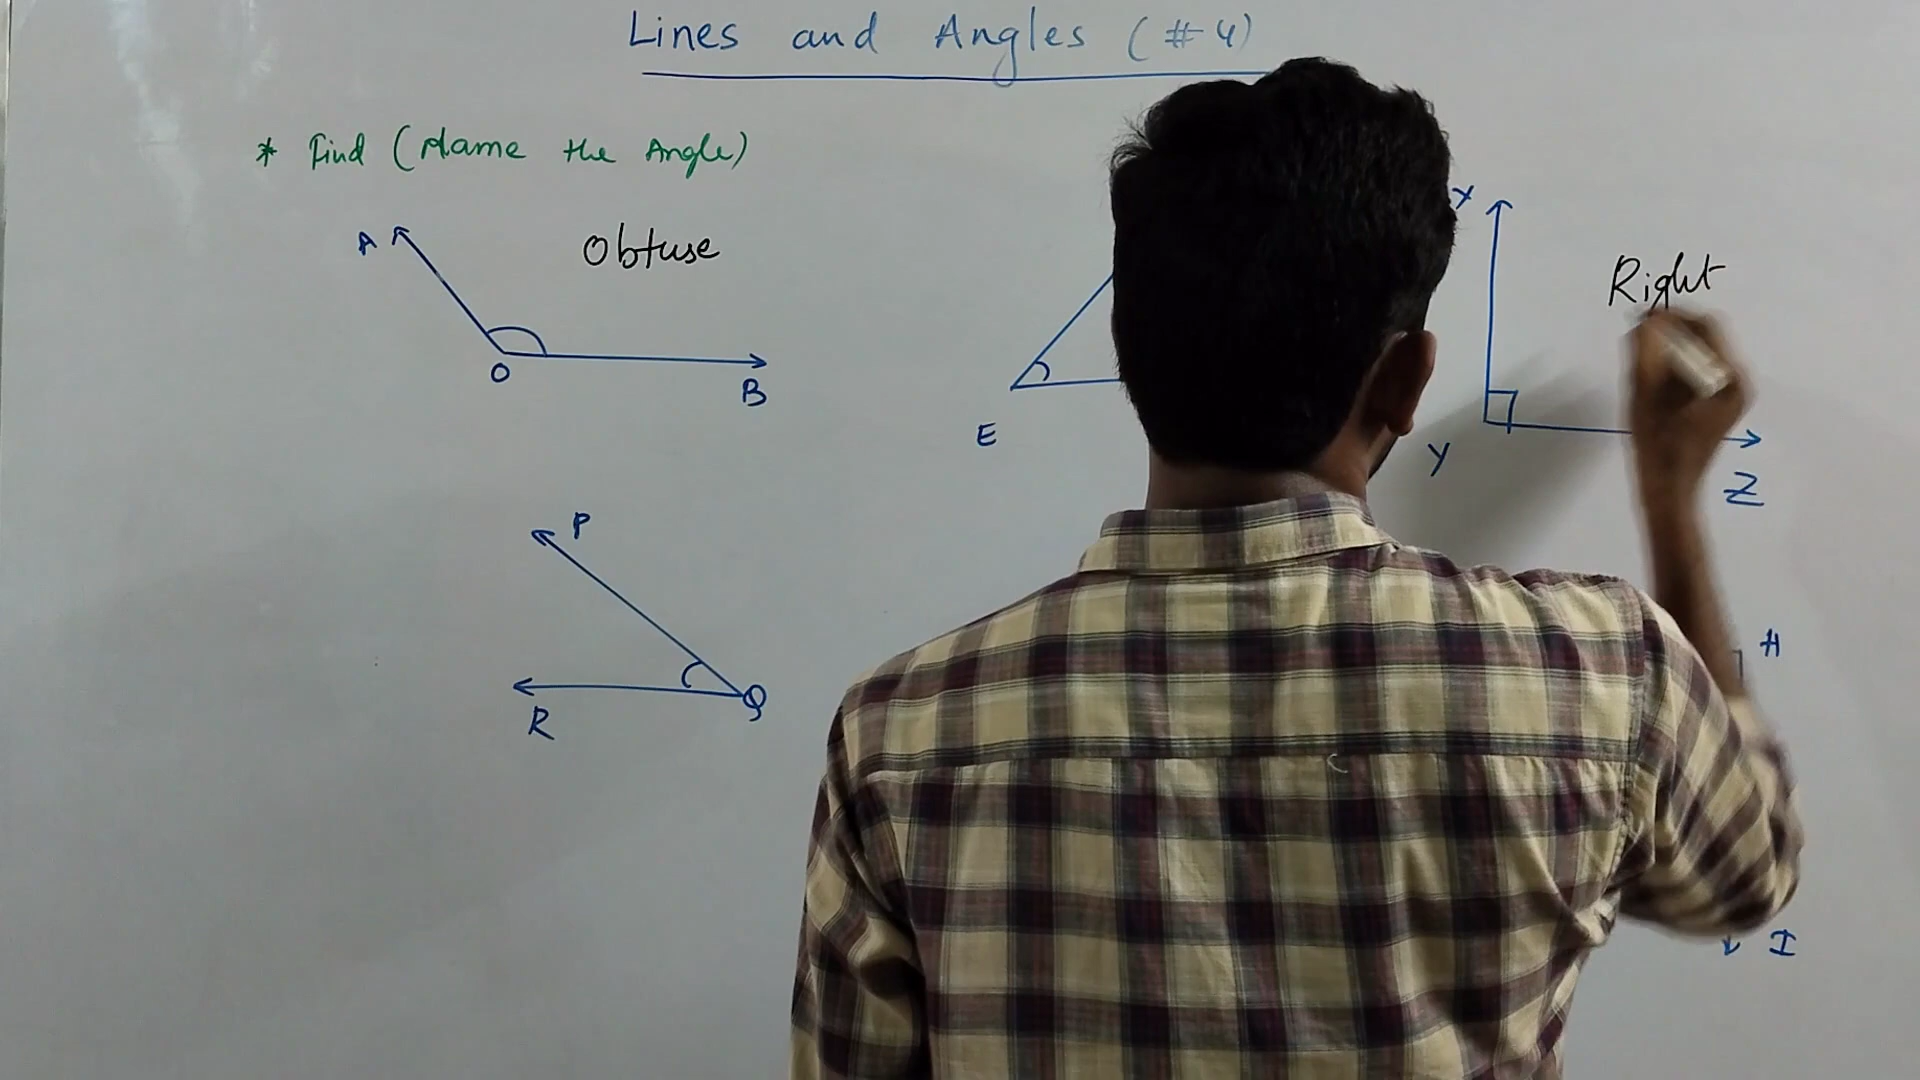 Lines and Angles (#4)
* Find (Name the Angle)
A
Obtuse
O
B
E
X
Right
Y
Z
P
R
Q
H
I